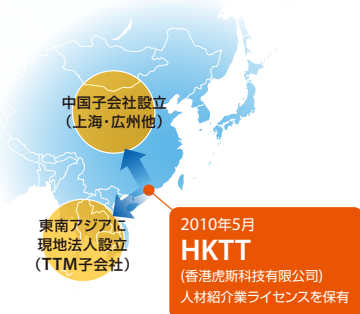 中国子会社設立
（上海・広州他）
東南アジアに
現地法人設立
（TTM子会社）
2010年5月
HKTT
(香港虎斯科技有限公司)
人材紹介業ライセンスを保有